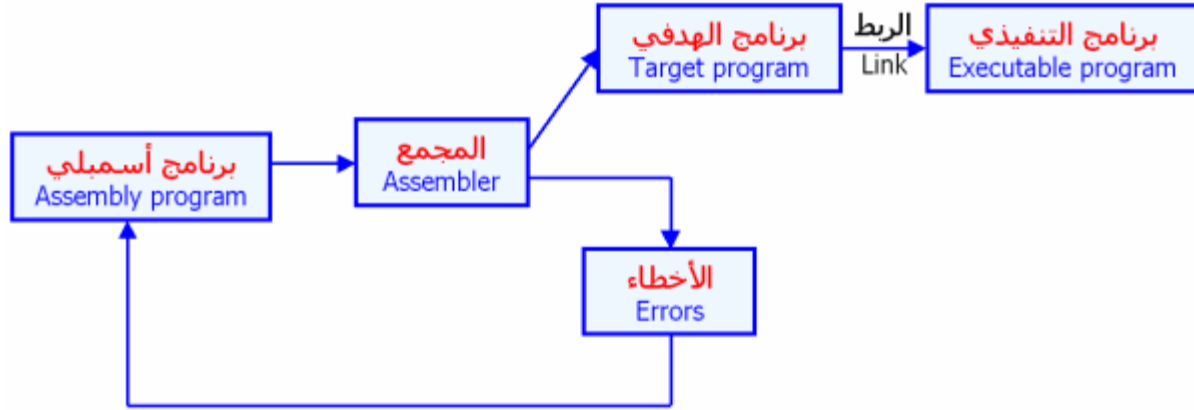 برنامج أسمبلي
Assembly program
المجمع
Assembler
برنامج الهدفي
Target program
الربط
Link
برنامج التنفيذي
Executable program
الأخطاء
Errors